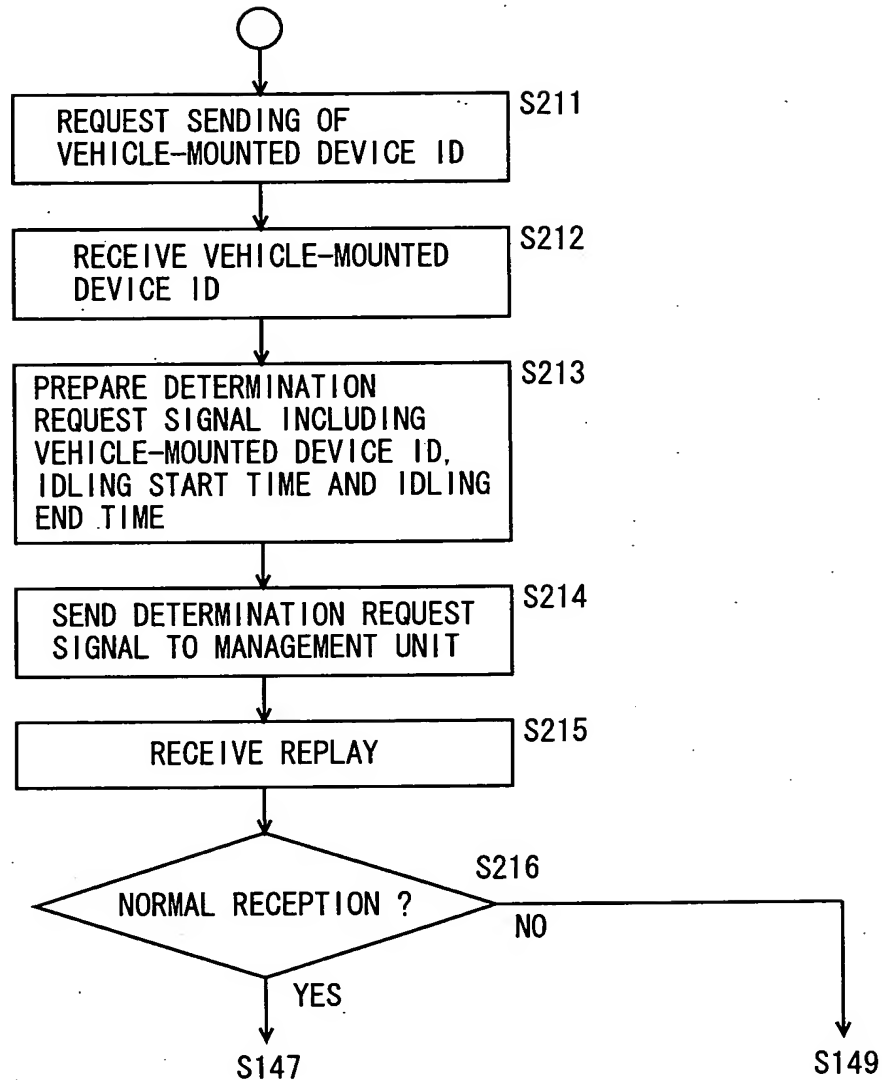 S211
REQUEST SENDING OF
VEHICLE-MOUNTED DEVICE ID
S212
RECEIVE VEHICLE-MOUNTED
DEVICE ID
S213
PREPARE DETERMINATION
REQUEST SIGNAL INCLUDING
VEHICLE-MOUNTED DEVICE ID,
IDLING START TIME AND IDLING
END TIME
S214
SEND DETERMINATION REQUEST
SIGNAL TO MANAGEMENT UNIT
S215
RECEIVE REPLAY
S216
NORMAL RECEPTION ?
NO
YES
S147
S149